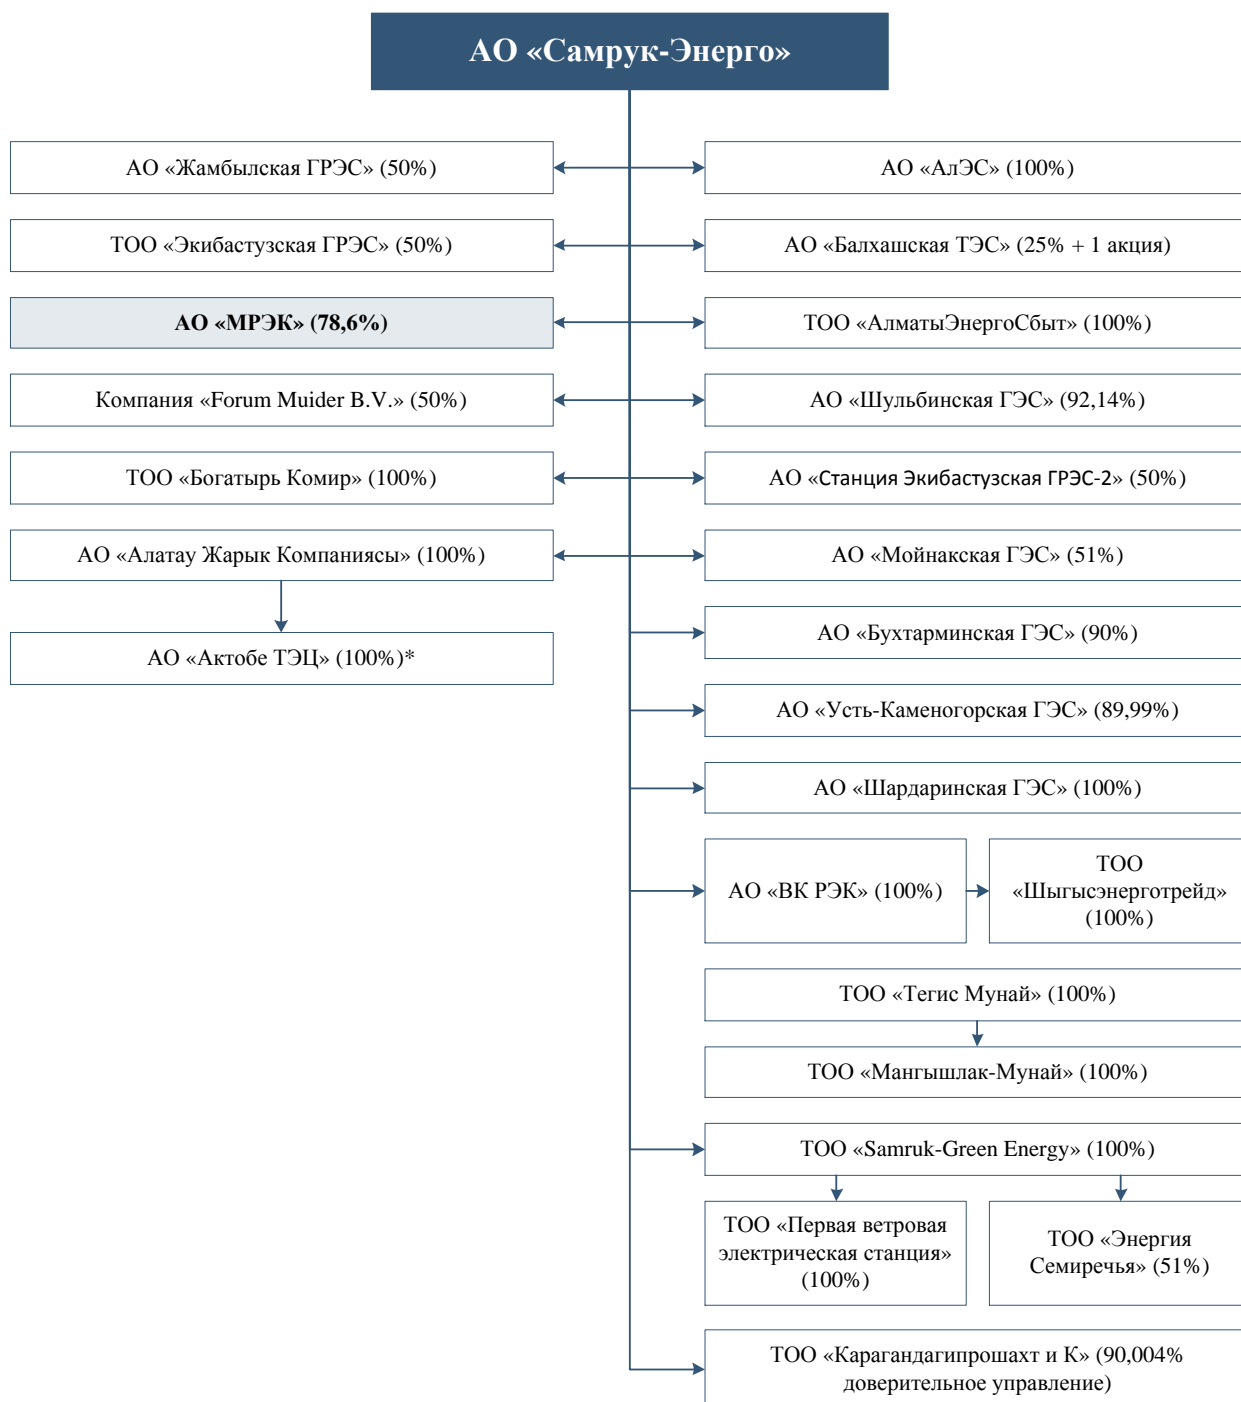 АО «Самрук-Энерго»
АО «Жамбылская ГРЭС» (50%)
АО «АлЭС» (100%)
ТОО «Экибастузская ГРЭС» (50%)
АО «Балхашская ТЭС» (25% + 1 акция)
АО «МРЭК» (78,6%)
ТОО «АлматыЭнергоСбыт» (100%)
Компания «Forum Muider B.V.» (50%)
АО «Шульбинская ГЭС» (92,14%)
ТОО «Богатырь Комир» (100%)
АО «Станция Экибастузская ГРЭС-2» (50%)
АО «Алатау Жарык Компаниясы» (100%)
АО «Мойнакская ГЭС» (51%)
АО «Бухтарминская ГЭС» (90%)
АО «Актобе ТЭЦ» (100%)*
АО «Усть-Каменогорская ГЭС» (89,99%)
АО «Шардаринская ГЭС» (100%)
АО «ВК РЭК» (100%)
ТОО
«Шыгысэнерготрейд»
(100%)
ТОО «Тегис Мунай» (100%)
ТОО «Мангышлак-Мунай» (100%)
ТОО «Samruk-Green Energy» (100%)
ТОО «Первая ветровая
электрическая станция»
(100%)
ТОО «Энергия
Семиречья» (51%)
ТОО «Карагандагипрошахт и К» (90,004%
доверительное управление)